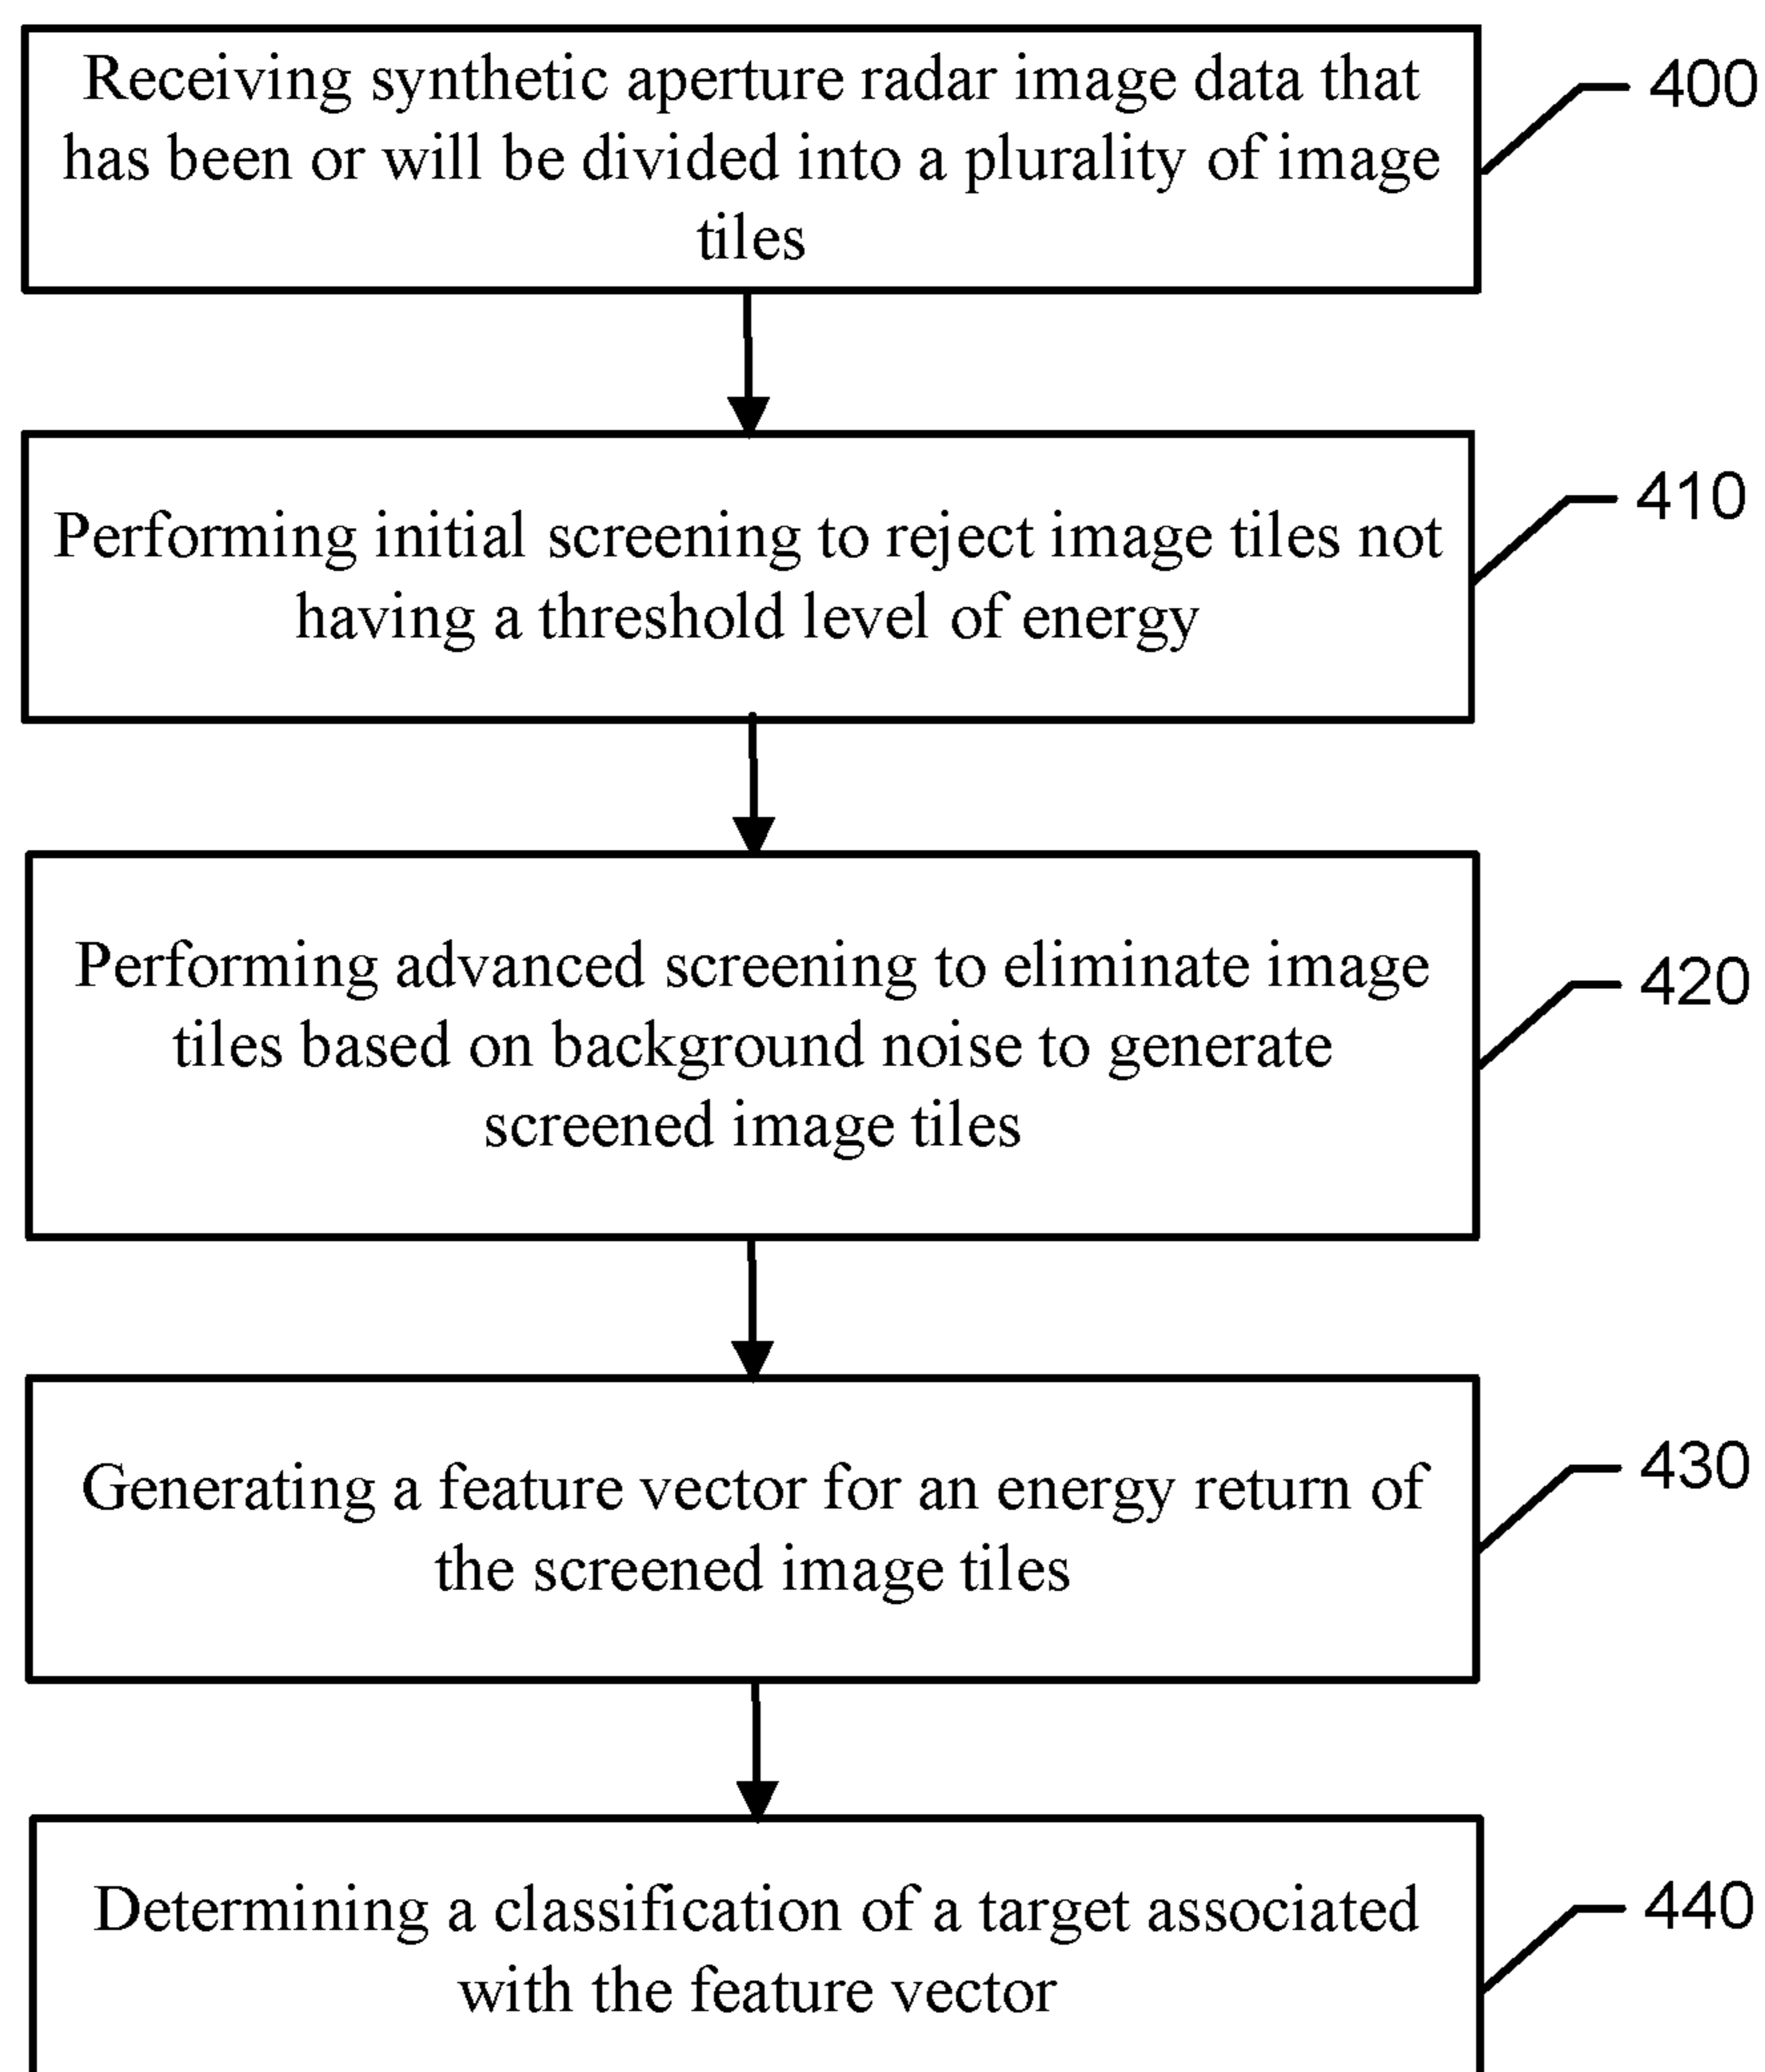 Receiving synthetic aperture radar image data that
has been or will be divided into a plurality of image
tiles
400
Performing initial screening to reject image tiles not
having a threshold level of energy
410
Performing advanced screening to eliminate image
tiles based on background noise to generate
screened image tiles
420
Generating a feature vector for an energy return of
the screened image tiles
430
Determining a classification of a target associated
with the feature vector
440